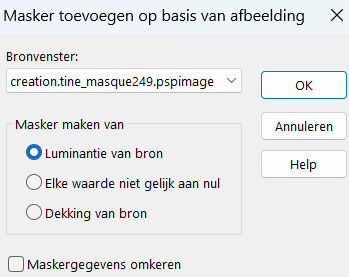 Masker toevoegen op basis van afbeelding
Bronvenster:
creation.tine_masque249.pspimage
OK
Annuleren
Masker maken van
Luminantie van bron
Help
Elke waarde niet gelijk aan nul
Dekking van bron
Maskergegevens omkeren